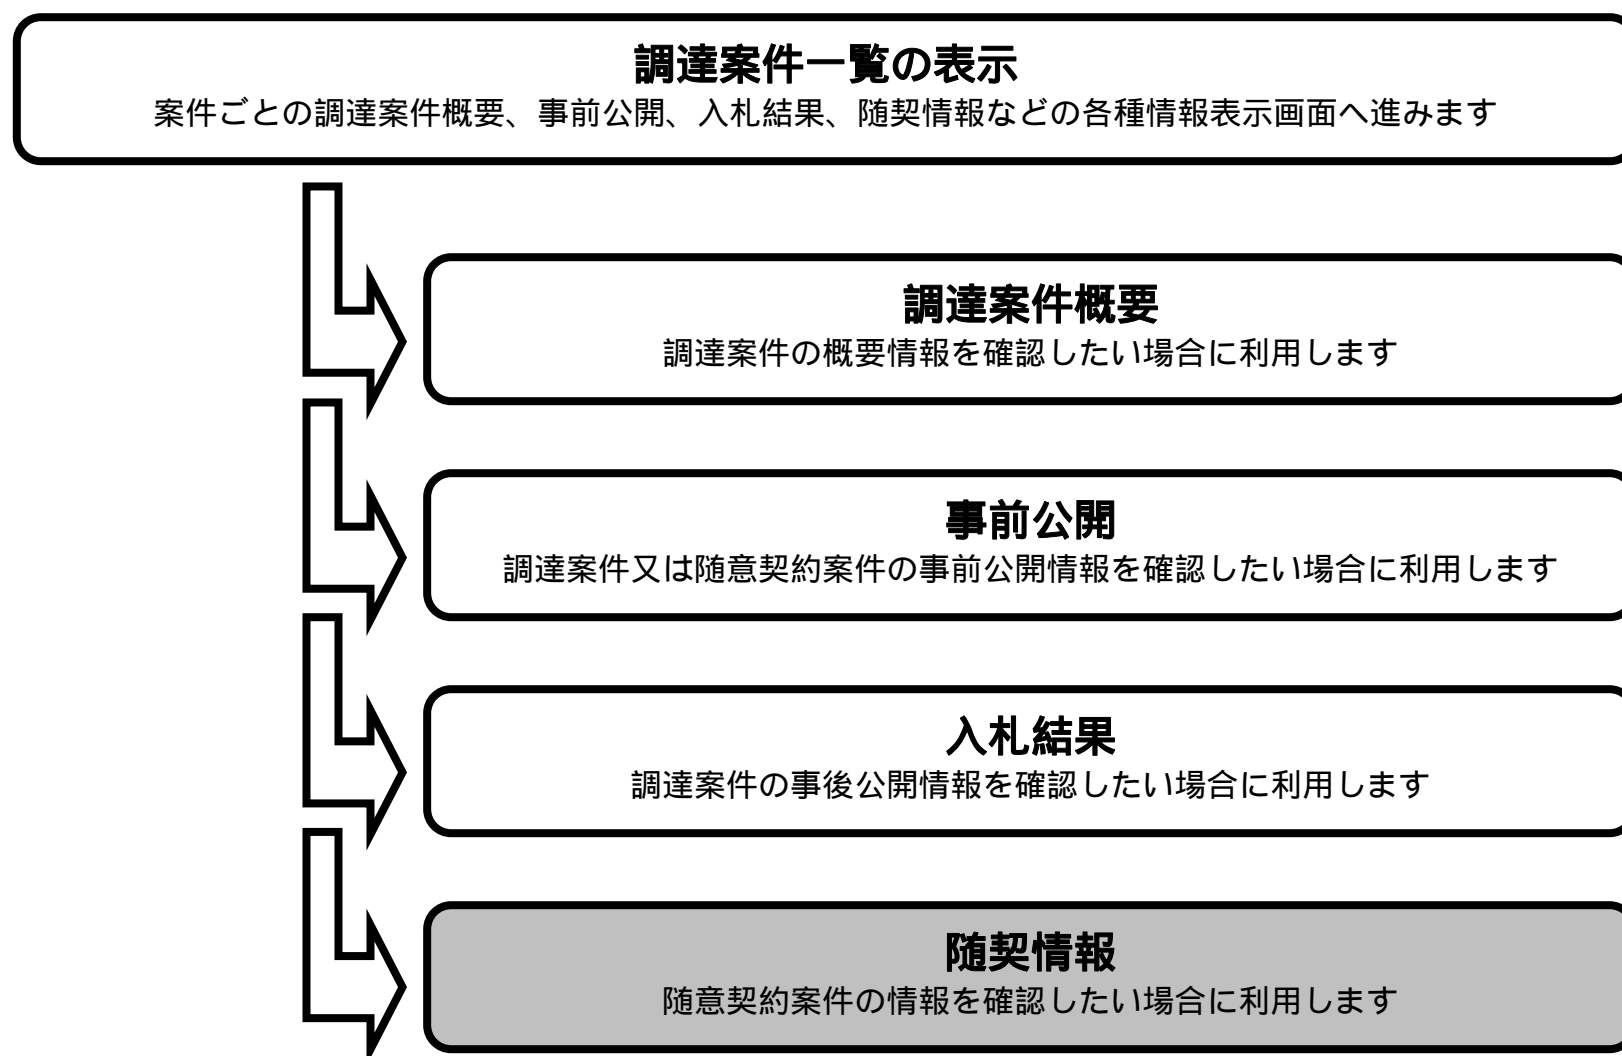 調達案件一覧の表示
案件ごとの調達案件概要、事前公開、入札結果、随契情報などの各種情報表示画面へ進みます
調達案件概要
調達案件の概要情報を確認したい場合に利用します
事前公開
調達案件又は随意契約案件の事前公開情報を確認したい場合に利用します
入札結果
調達案件の事後公開情報を確認したい場合に利用します
随契情報
随意契約案件の情報を確認したい場合に利用します